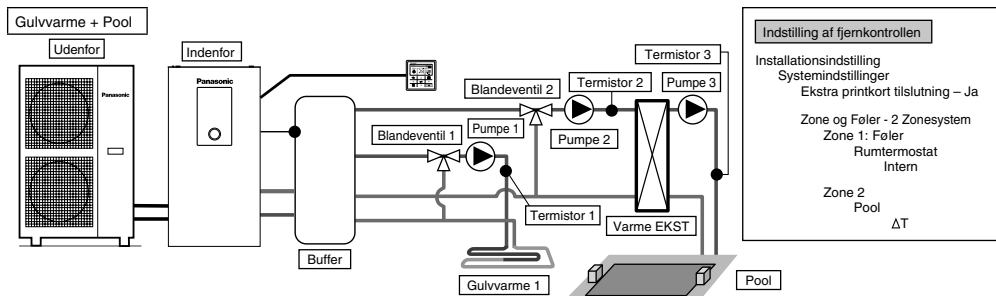 Gulvvarme + Pool
Udenfor
Indenfor
Panasonic
Panasonic
Blandeventil 2
Termistor 2
Termistor 3
Pumpe 3
Blandeventil 1
Pumpe 1
Pumpe 2
Termistor 1
Varme EKST
Buffer
Gulvvarme 1
Pool
Indstilling af fjernkontrollen
Installationsindstilling
Systemindstillinger
Ekstra printkort tilslutning – Ja
Zone og Føler - 2 Zonesystem
Zone 1: Føler
Rumtermostat
Intern
Zone 2
Pool
ΔT